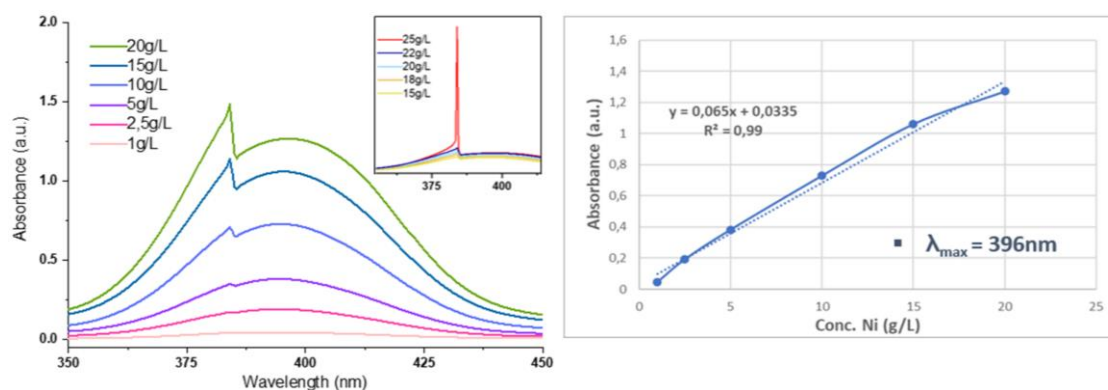 2.0
1.5
1.0
0.5
0.0
Absorbance (a.u.)
20g/L
15g/L
10g/L
5g/L
2,5g/L
1g/L
350
375
400
425
450
Wavelength (nm)
25g/L
22g/L
20g/L
18g/L
15g/L
375
400
1,6
1,4
1,2
1
0,8
0,6
0,4
0,2
0
Absorbance (a.u.)
y = 0,065x + 0,0335
R² = 0,99
▪ λmax = 396nm
0
5
10
15
20
25
Conc. Ni (g/L)